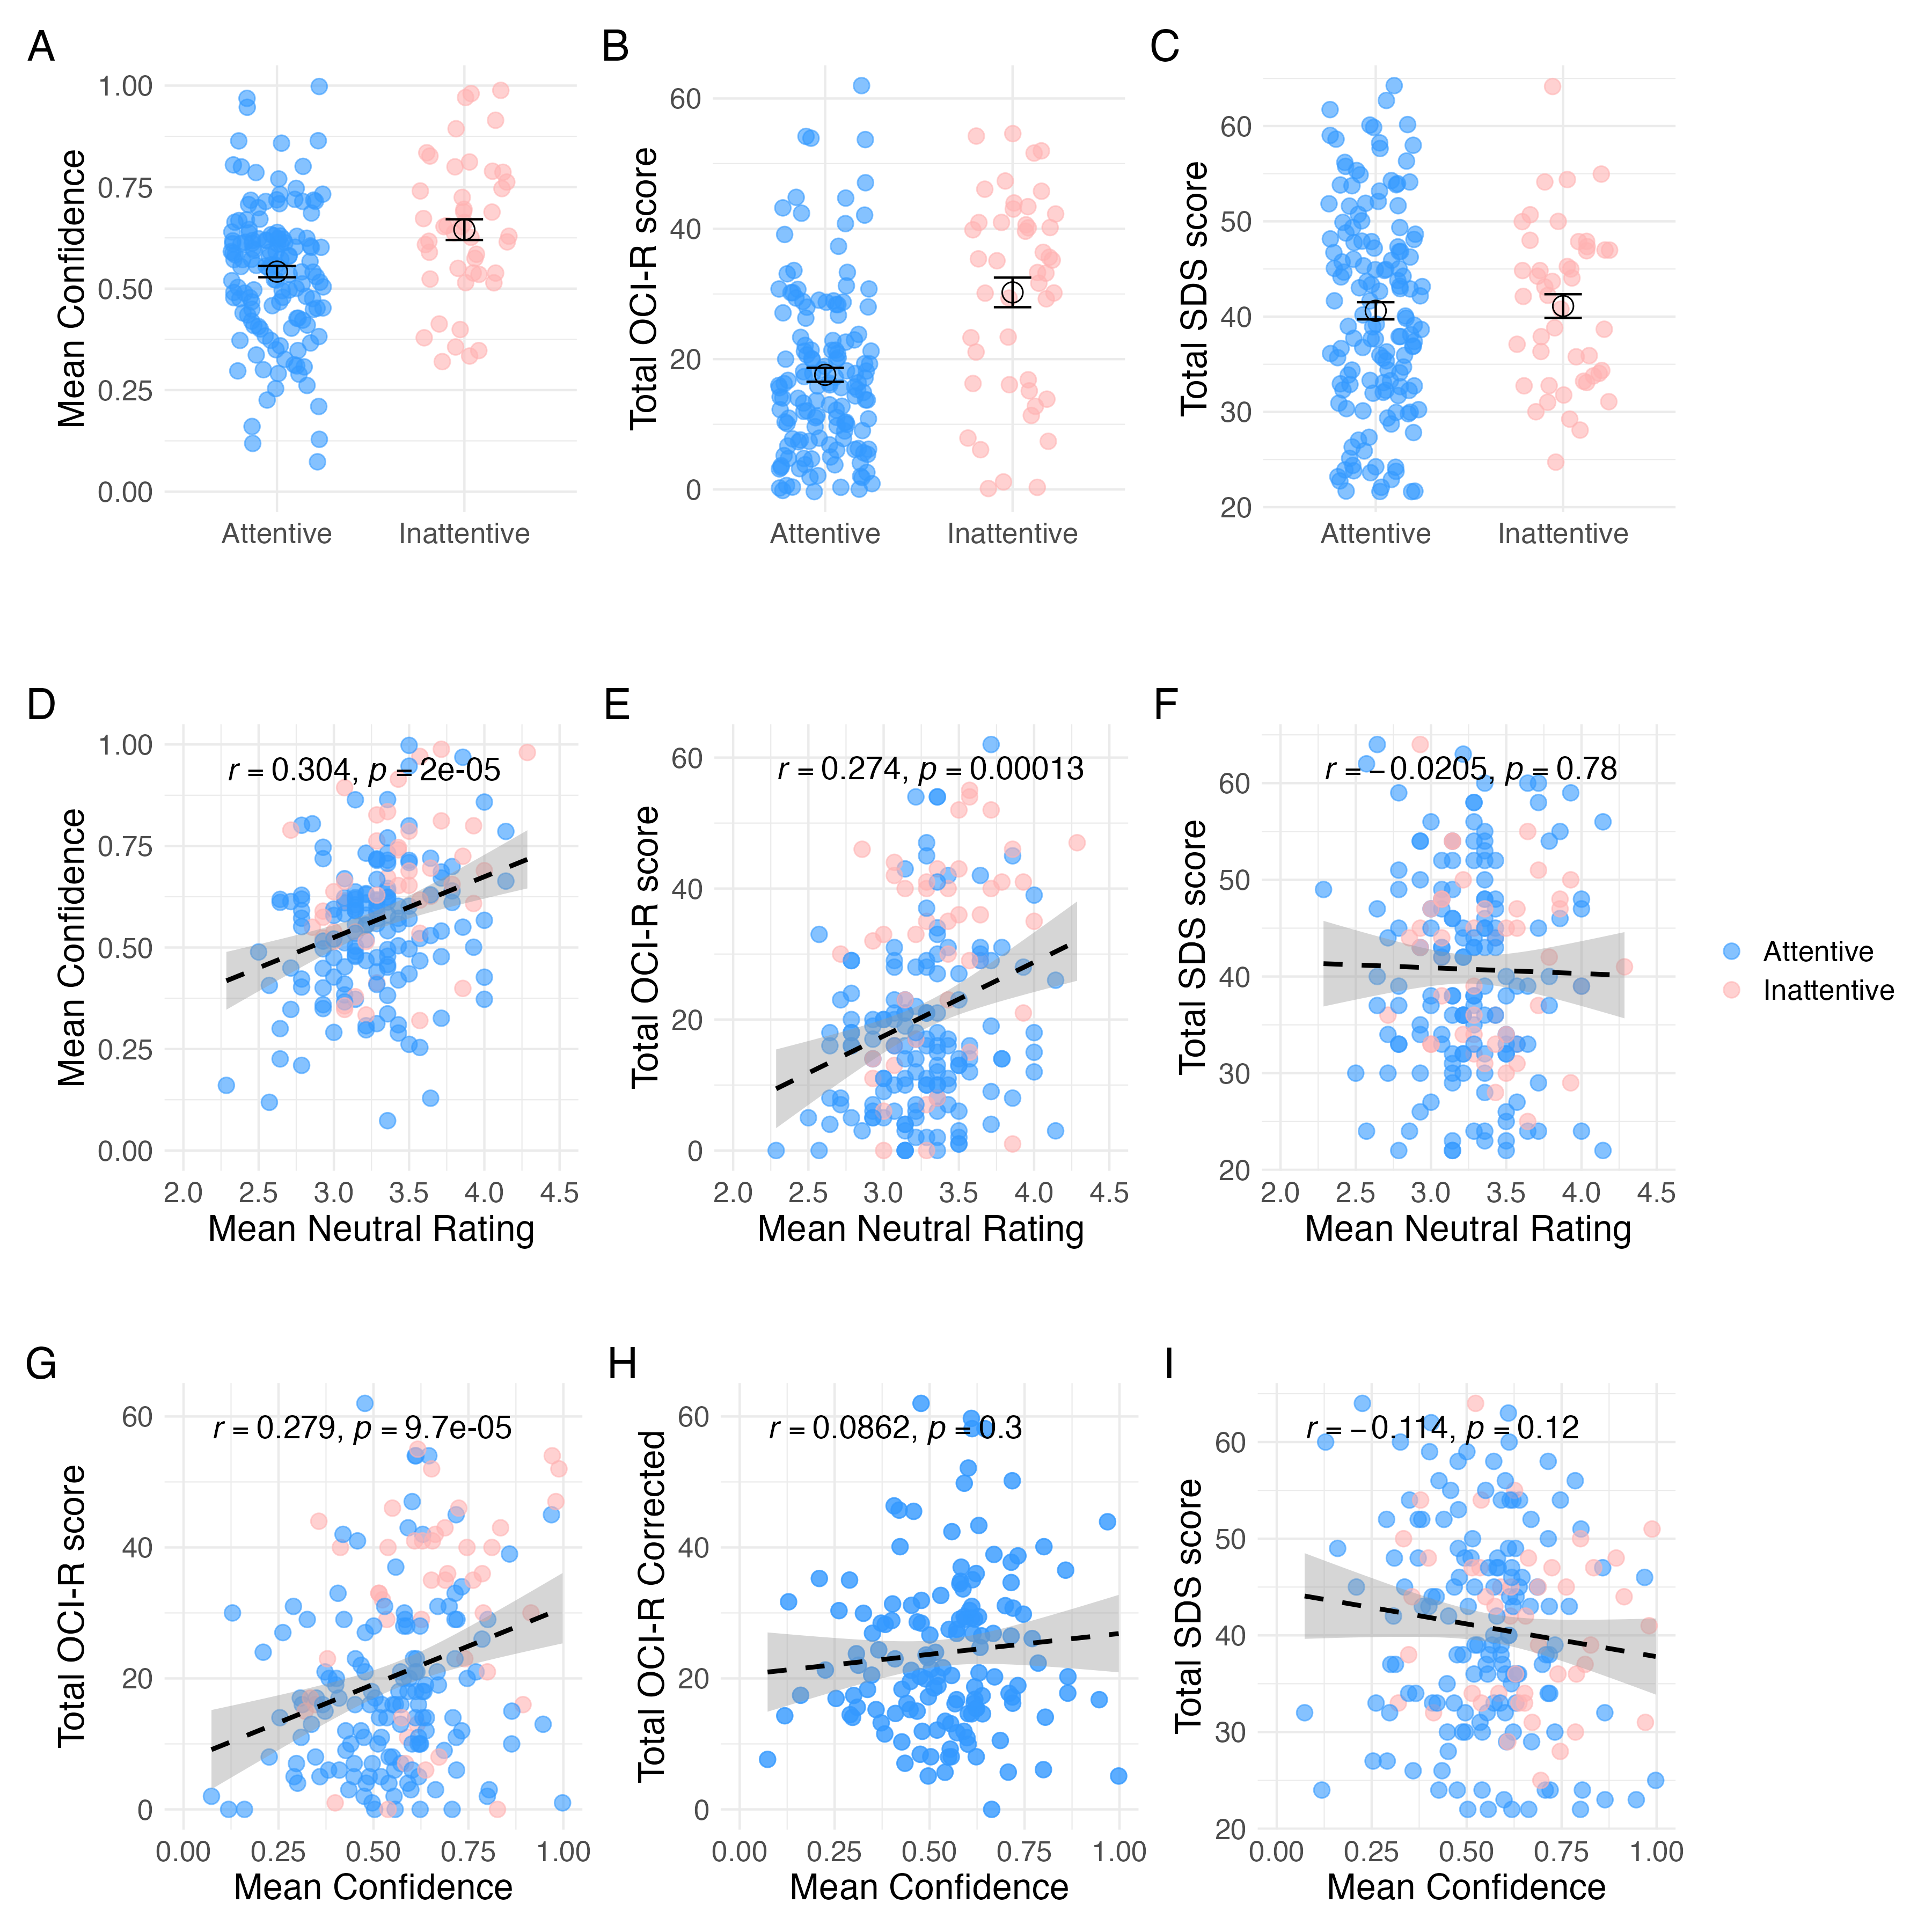 A
B
C
Mean Confidence
1.00
0.75
0.50
0.25
0.00
Attentive
Inattentive
Total OCI-R score
60
40
20
0
Attentive
Inattentive
Total SDS score
60
50
40
30
20
Attentive
Inattentive
D
E
F
Mean Confidence
1.00
0.75
0.50
0.25
0.00
r = 0.304, p = 2e-05
2.0 2.5 3.0 3.5 4.0 4.5
Mean Neutral Rating
Total OCI-R score
60
40
20
0
r = 0.274, p = 0.00013
2.0 2.5 3.0 3.5 4.0 4.5
Mean Neutral Rating
Total SDS score
60
50
40
30
20
r = −0.0205, p = 0.78
2.0 2.5 3.0 3.5 4.0 4.5
Mean Neutral Rating
Attentive
Inattentive
G
H
I
Total OCI-R score
60
40
20
0
r = 0.279, p = 9.7e-05
0.00 0.25 0.50 0.75 1.00
Mean Confidence
Total OCI-R Corrected
60
40
20
0
r = 0.0862, p = 0.3
0.00 0.25 0.50 0.75 1.00
Mean Confidence
Total SDS score
60
50
40
30
20
r = −0.114, p = 0.12
0.00 0.25 0.50 0.75 1.00
Mean Confidence